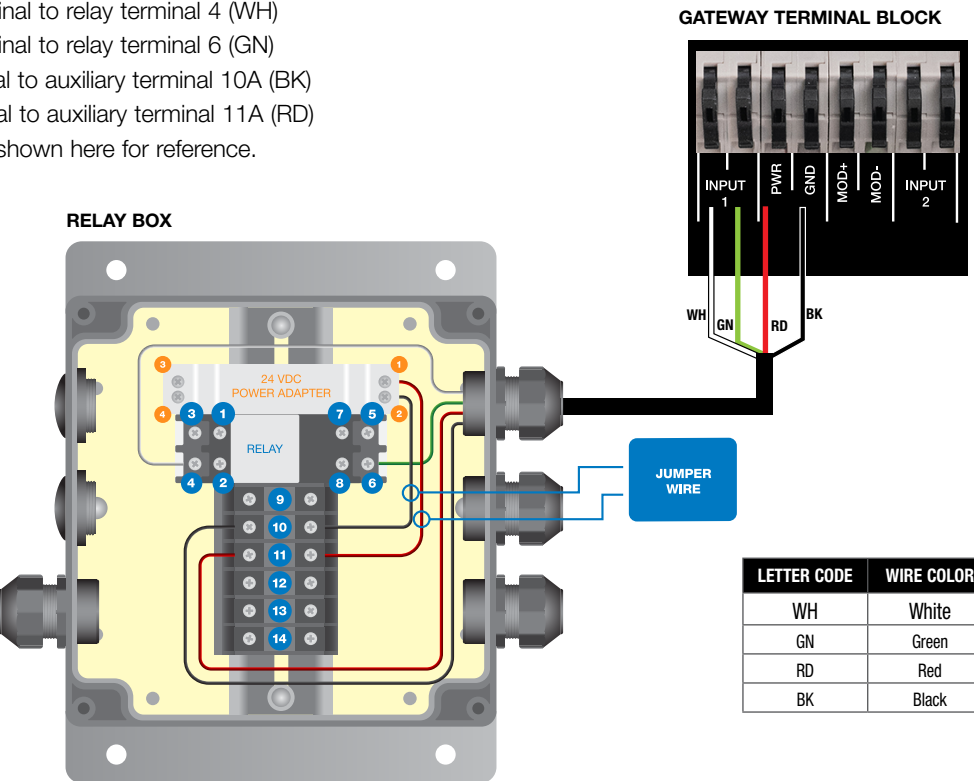 inal to relay terminal 4 (WH)
inal to relay terminal 6 (GN)
al to auxiliary terminal 10A (BK)
al to auxiliary terminal 11A (RD)
shown here for reference.
GATEWAY TERMINAL BLOCK
INPUT
1
PWR
GND
MOD+
MOD-
INPUT
2
WH
GN
RD
BK
RELAY BOX
3
1
24 VDC
POWER ADAPTER
4
2
3
1
7
5
RELAY
4
2
8
6
9
10
11
12
13
14
JUMPER
WIRE
LETTER CODE WIRE COLOR
WH White
GN Green
RD Red
BK Black